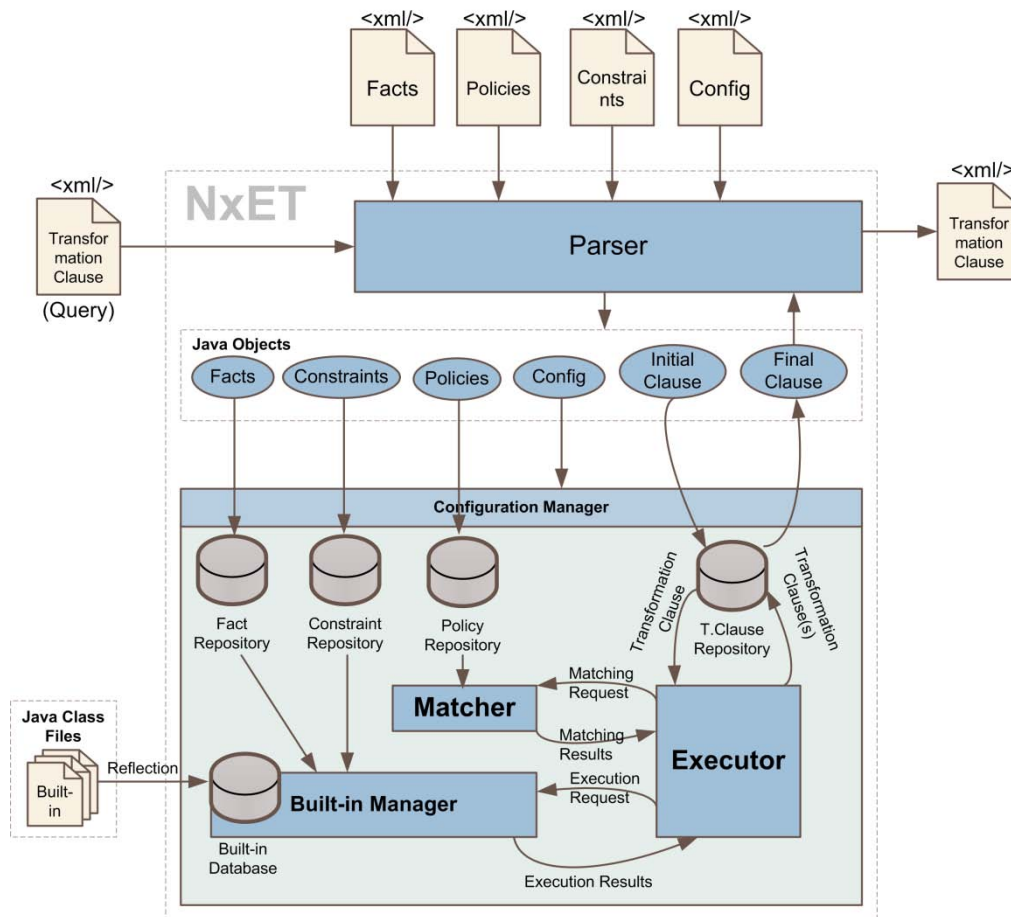 <xml/>
<xml/>
<xml/>
<xml/>
Facts
Policies
Constrai
nts
Config
<xml/>
Transfor
mation
Clause
(Query)
NxET
Parser
<xml/>
Transfor
mation
Clause
Java Objects
Facts
Constraints
Policies
Config
Initial
Clause
Final
Clause
Configuration Manager
Fact
Repository
Constraint
Repository
Policy
Repository
Transformation
Clause
T.Clause
Repository
Transformation
Clause(s)
Matching
Request
Matcher
Matching
Results
Executor
Java Class
Files
Built-
in
Reflection
Built-in Manager
Execution
Request
Built-in
Database
Execution Results